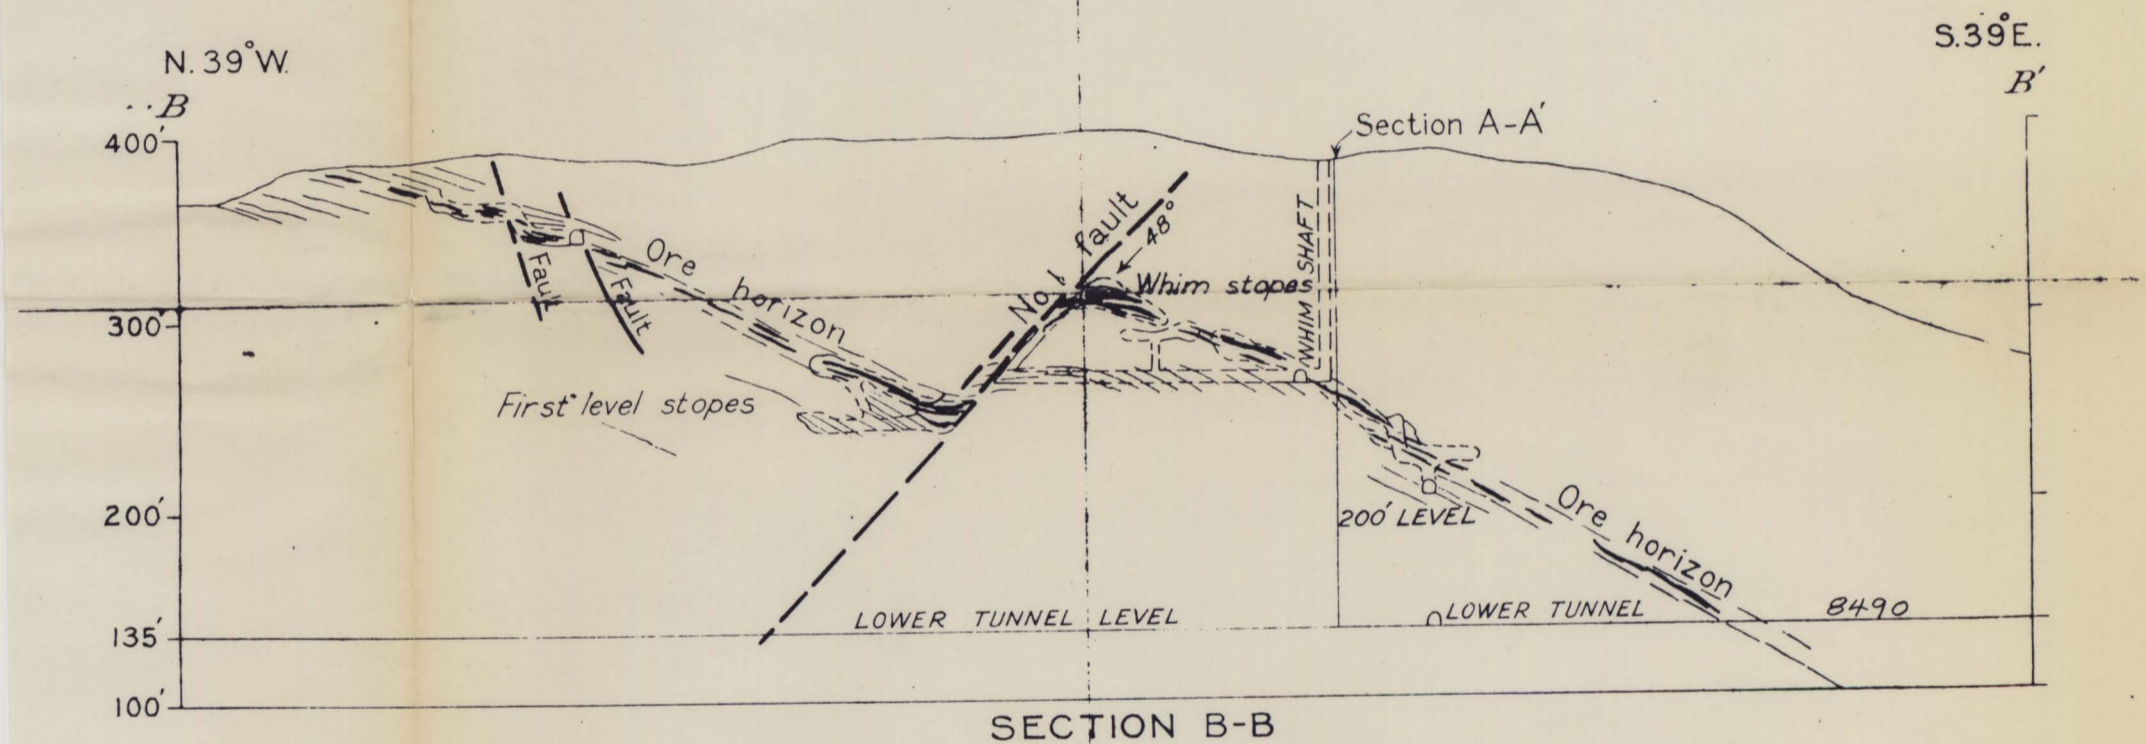 N. 39°W.
S. 39°E.
B
B'
400'
Section A-A'
Fault
Fault
Ore horizon
No. 1 fault
48°
Whim stopes
WHIM SHAFT
300'
First level stopes
200'
200' LEVEL
Ore horizon
LOWER TUNNEL LEVEL
LOWER TUNNEL
8490
135'
100'
SECTION B-B